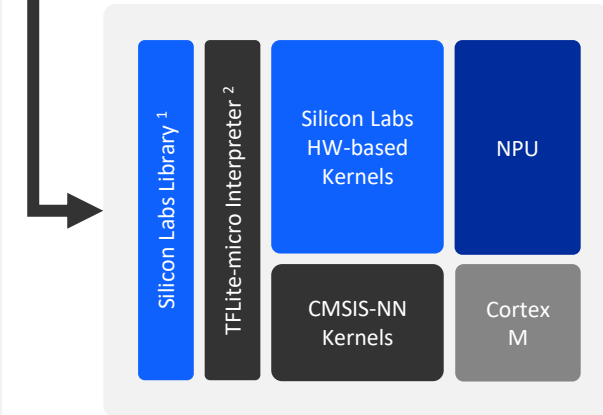 Silicon Labs Library 1
TFLite-micro Interpreter 2
Silicon Labs
HW-based
Kernels
NPU
CMSIS-NN
Kernels
Cortex
M